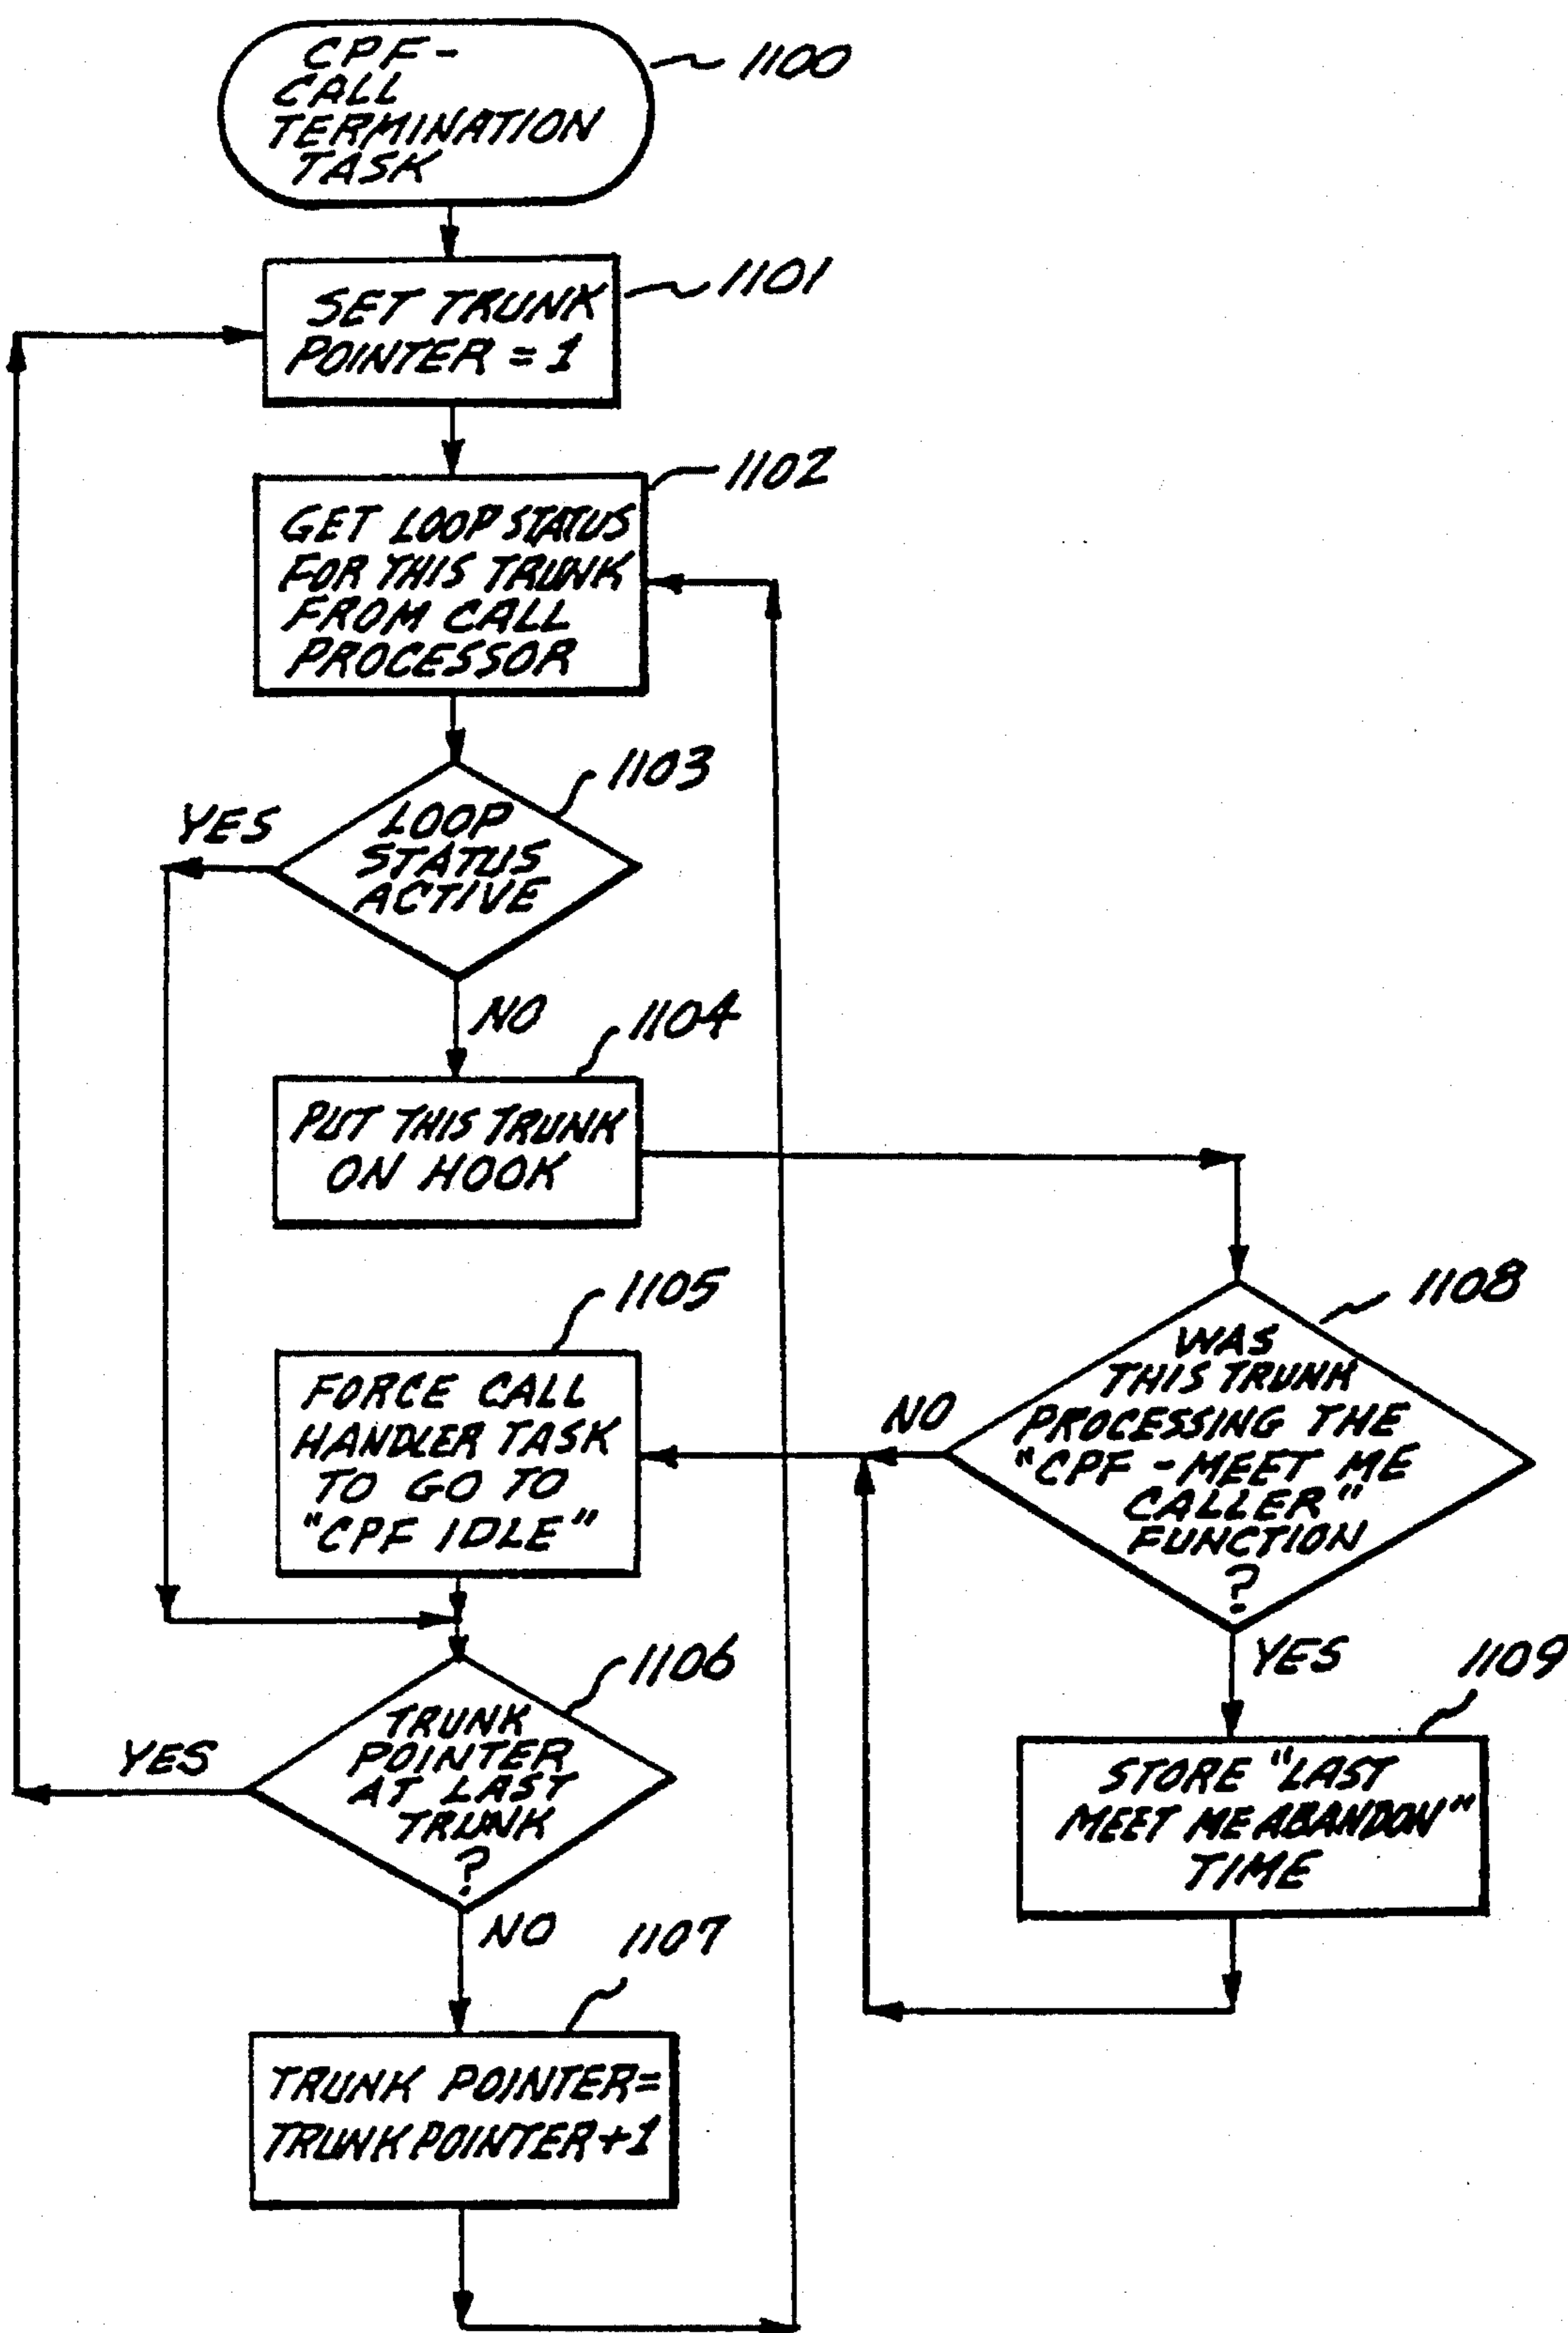 CPF-
CALL
TERMINATION
TASK
1100
SET TRUNK
POINTER = 1
1101
GET LOOP STATUS
FOR THIS TRUNK
FROM CALL
PROCESSOR
1102
LOOP
STATUS
ACTIVE
1103
YES
NO
PUT THIS TRUNK
ON HOOK
1104
FORCE CALL
HANDLER TASK
TO GO TO
"CPF IDLE"
1105
WAS
THIS TRUNK
PROCESSING THE
"CPF - MEET ME
CALLER"
FUNCTION
?
1108
NO
YES
STORE "LAST
MEET ME ABANDON"
TIME
1109
TRUNK
POINTER
AT LAST
TRUNK
?
1106
YES
NO
TRUNK POINTER=
TRUNK POINTER+1
1107